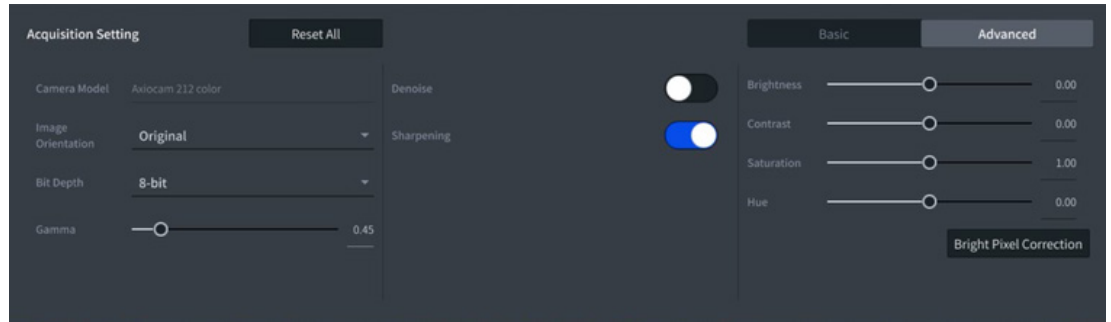 Acquisition Setting
Reset All
Basic
Advanced
Camera Model
Axiocam 212 color
Image
Orientation
Original
Bit Depth
8-bit
Gamma
0.45
Denoise
Sharpening
Brightness
0.00
Contrast
0.00
Saturation
1.00
Hue
0.00
Bright Pixel Correction